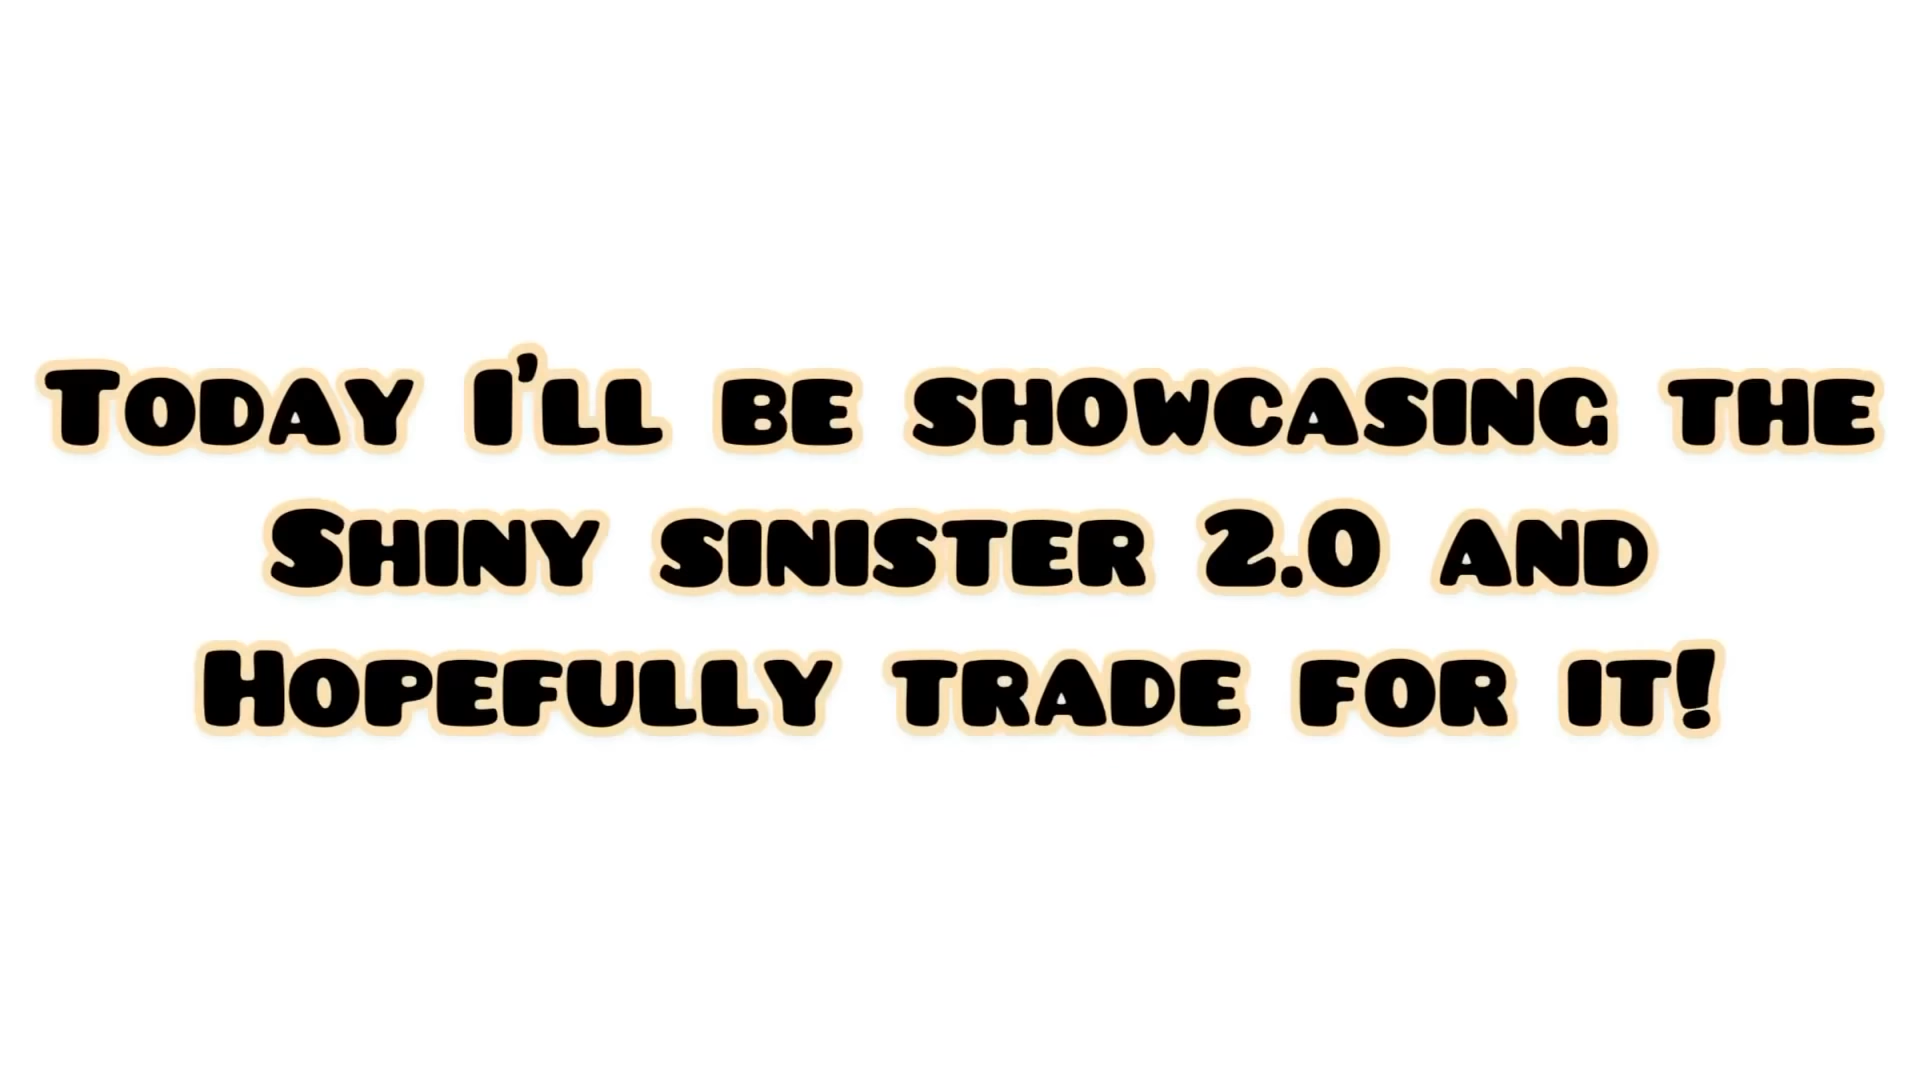 Today I'll be showcasing the
Shiny sinister 2.0 and
Hopefully trade for it!